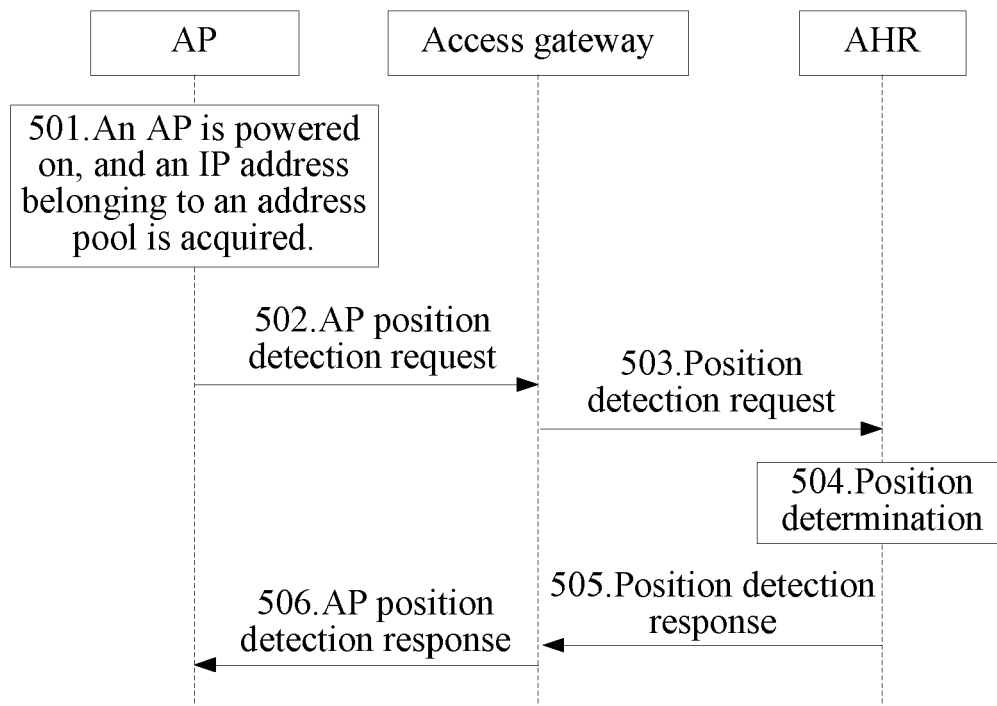 AP
Access gateway
AHR
501.An AP is powered
on, and an IP address
belonging to an address
pool is acquired.
502.AP position
detection request
503.Position
detection request
504.Position
determination
505.Position detection
response
506.AP position
detection response